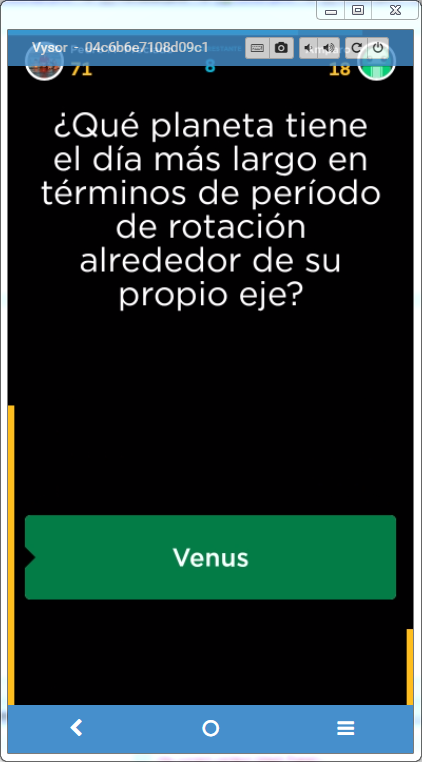 Vysor - 04c6b6e7108d09c1
71
8
18
¿Qué planeta tiene
el día más largo en
términos de período
de rotación
alrededor de su
propio eje?
Venus